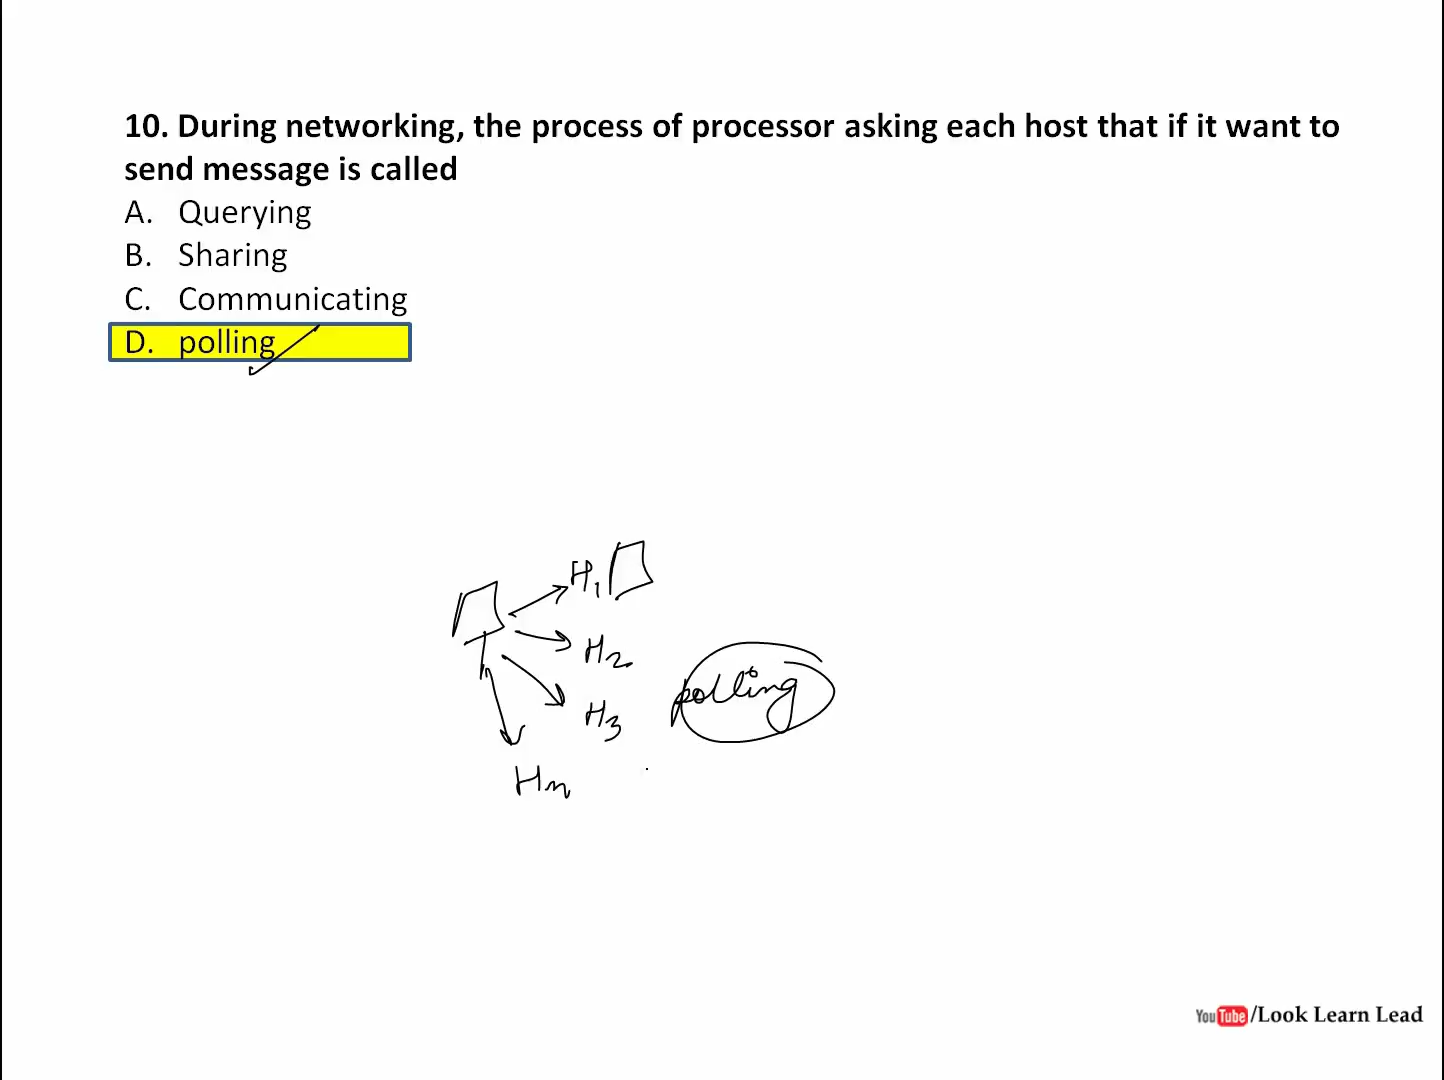 10. During networking, the process of processor asking each host that if it want to
send message is called
A. Querying
B. Sharing
C. Communicating
D. polling
H1
H2
H3
polling
Hn
YouTube/Look Learn Lead